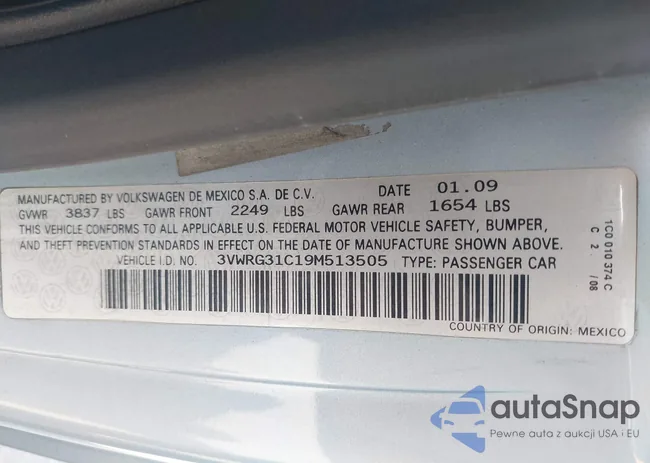 MANUFACTURED BY VOLKSWAGEN DE MEXICO S.A. DE C.V. DATE 01.09
GVWR 3837 LBS GAWR FRONT 2249 LBS GAWR REAR 1654 LBS
THIS VEHICLE CONFORMS TO ALL APPLICABLE U.S. FEDERAL MOTOR VEHICLE SAFETY, BUMPER,
AND THEFT PREVENTION STANDARDS IN EFFECT ON THE DATE OF MANUFACTURE SHOWN ABOVE.
VEHICLE I.D. NO. 3VWRG31C19M513505 TYPE: PASSENGER CAR
COUNTRY OF ORIGIN: MEXICO
1C0 010 374 C
C 2. /08
autaSnap
Pewne auta z aukcji USA i EU